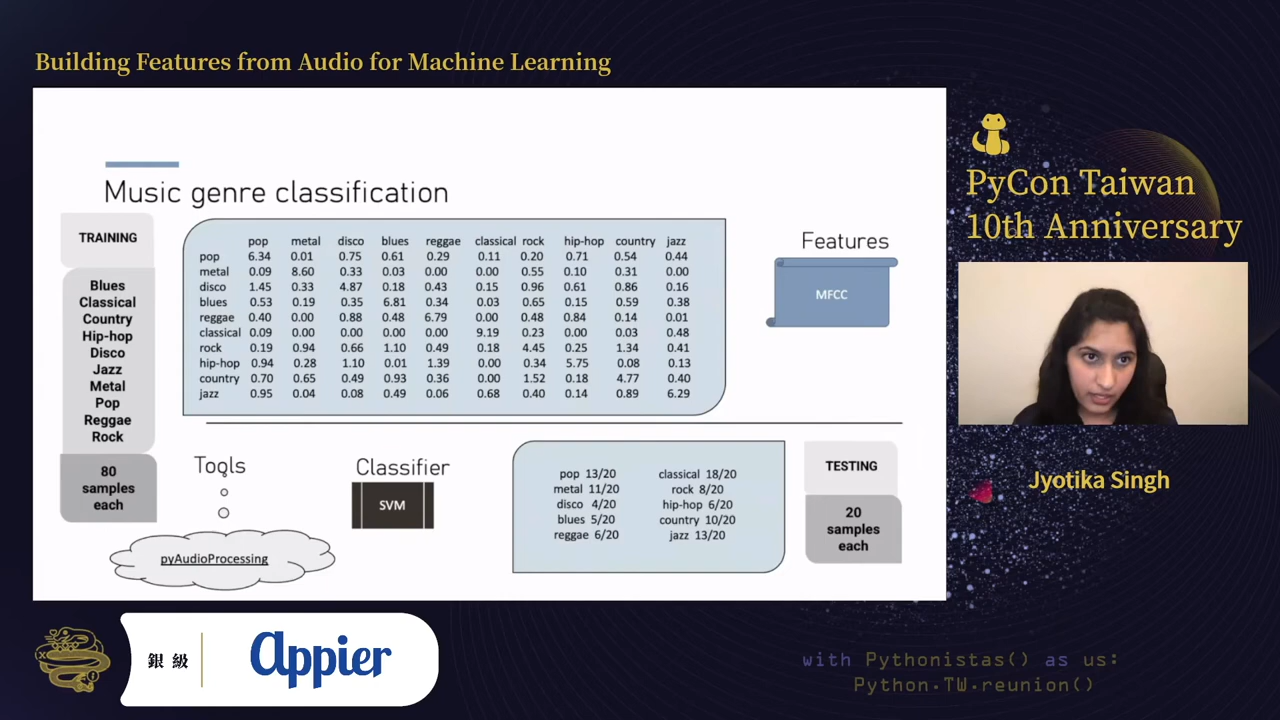 Building Features from Audio for Machine Learning
Music genre classification
TRAINING
Blues
Classical
Country
Hip-hop
Disco
Jazz
Metal
Pop
Reggae
Rock
80
samples
each
pop metal disco blues reggae classical rock hip-hop country jazz
pop 6.34 0.01 0.75 0.61 0.29 0.11 0.20 0.71 0.54 0.44
metal 0.09 8.60 0.33 0.03 0.00 0.00 0.55 0.10 0.31 0.00
disco 1.45 0.33 4.87 0.18 0.43 0.15 0.96 0.61 0.86 0.16
blues 0.53 0.19 0.35 6.81 0.34 0.03 0.65 0.15 0.59 0.38
reggae 0.40 0.00 0.88 0.48 6.79 0.00 0.48 0.84 0.14 0.01
classical 0.09 0.00 0.00 0.00 0.00 9.19 0.23 0.00 0.03 0.48
rock 0.19 0.94 0.66 1.10 0.49 0.18 4.45 0.25 1.34 0.41
hip-hop 0.94 0.28 1.10 0.01 1.39 0.00 0.34 5.75 0.08 0.13
country 0.70 0.65 0.49 0.93 0.36 0.00 1.52 0.18 4.77 0.40
jazz 0.95 0.04 0.08 0.49 0.06 0.68 0.40 0.14 0.89 6.29
Features
MFCC
Tools
pyAudioProcessing
Classifier
SVM
pop 13/20 classical 18/20
metal 11/20 rock 8/20
disco 4/20 hip-hop 6/20
blues 5/20 country 10/20
reggae 6/20 jazz 13/20
TESTING
20
samples
each
PyCon Taiwan
10th Anniversary
Jyotika Singh
銀級
appier
with Pythonistas() as us:
Python.TW.reunion()